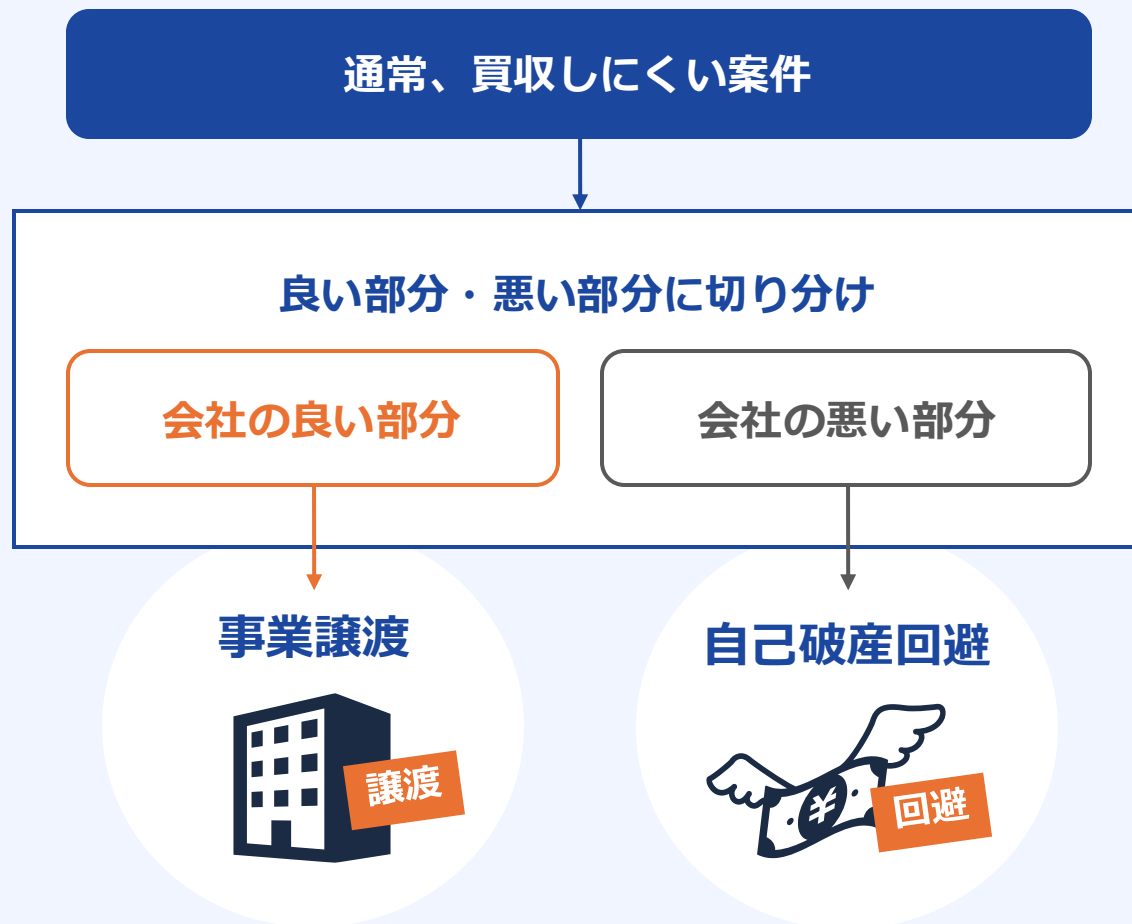 通常、買収しにくい案件
良い部分・悪い部分に切り分け
会社の良い部分
会社の悪い部分
事業譲渡
譲渡
自己破産回避
¥
回避